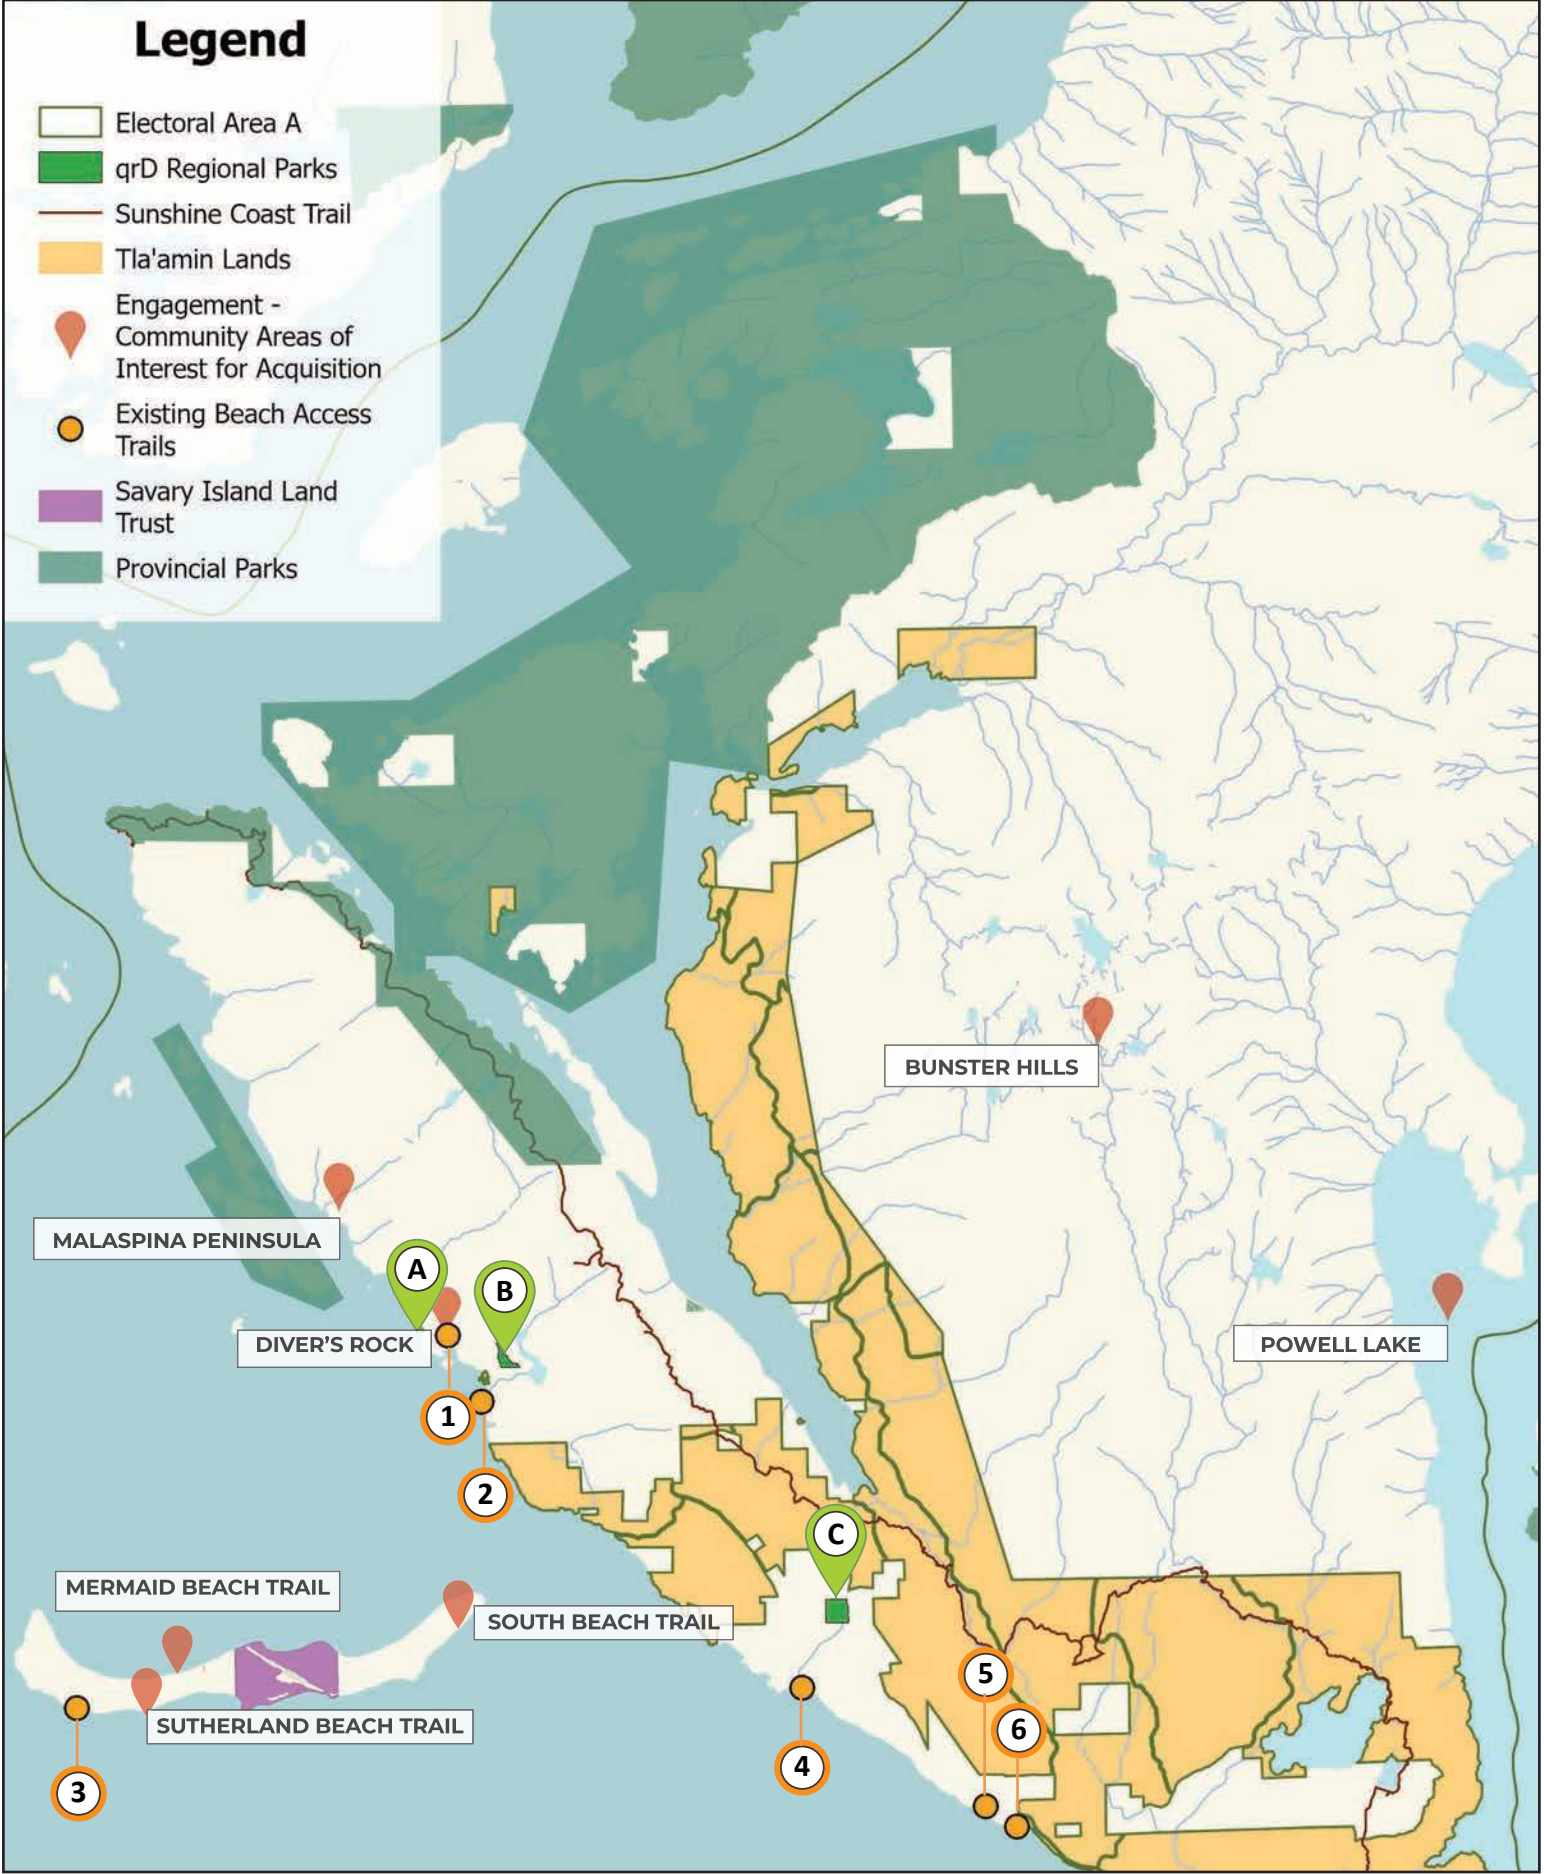 Legend
Electoral Area A
qrD Regional Parks
Sunshine Coast Trail
Tla'amin Lands
Engagement -
Community Areas of
Interest for Acquisition
Existing Beach Access
Trails
Savary Island Land
Trust
Provincial Parks
BUNSTER HILLS
MALASPINA PENINSULA
A
B
DIVER'S ROCK
POWELL LAKE
1
2
C
MERMAID BEACH TRAIL
SOUTH BEACH TRAIL
5
SUTHERLAND BEACH TRAIL
6
4
3